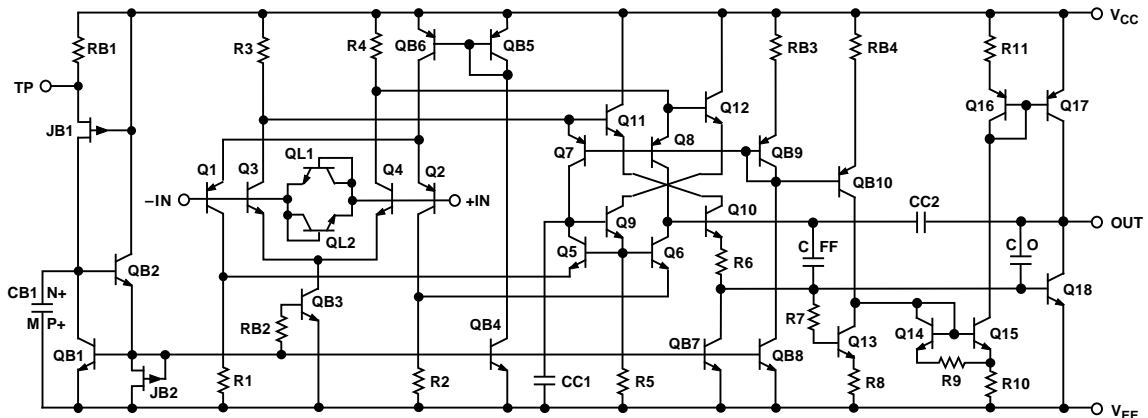 VCC
RB1
R3
R4
QB6
QB5
RB3
RB4
R11
TP
Q12
Q16
Q17
JB1
Q11
Q7
Q8
QB9
QL1
Q1
Q3
Q4
Q2
QB10
–IN
+IN
CC2
Q9
Q10
OUT
QL2
Q5
Q6
C FF
C O
R6
QB2
CB1 N+
M P+
QB3
Q18
RB2
R7
QB1
QB4
QB7
QB8
Q13
Q14
Q15
JB2
R1
R2
CC1
R5
R8
R9
R10
VEE